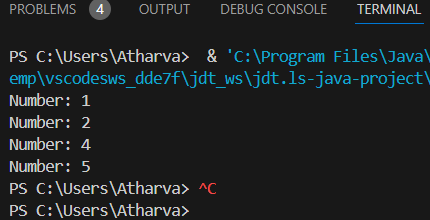 PROBLEMS 4 OUTPUT DEBUG CONSOLE TERMINAL
PS C:\Users\Atharva>  & 'C:\Program Files\Java\
emp\vscodesws_dde7f\jdt_ws\jdt.ls-java-project\
Number: 1
Number: 2
Number: 4
Number: 5
PS C:\Users\Atharva> ^C
PS C:\Users\Atharva>